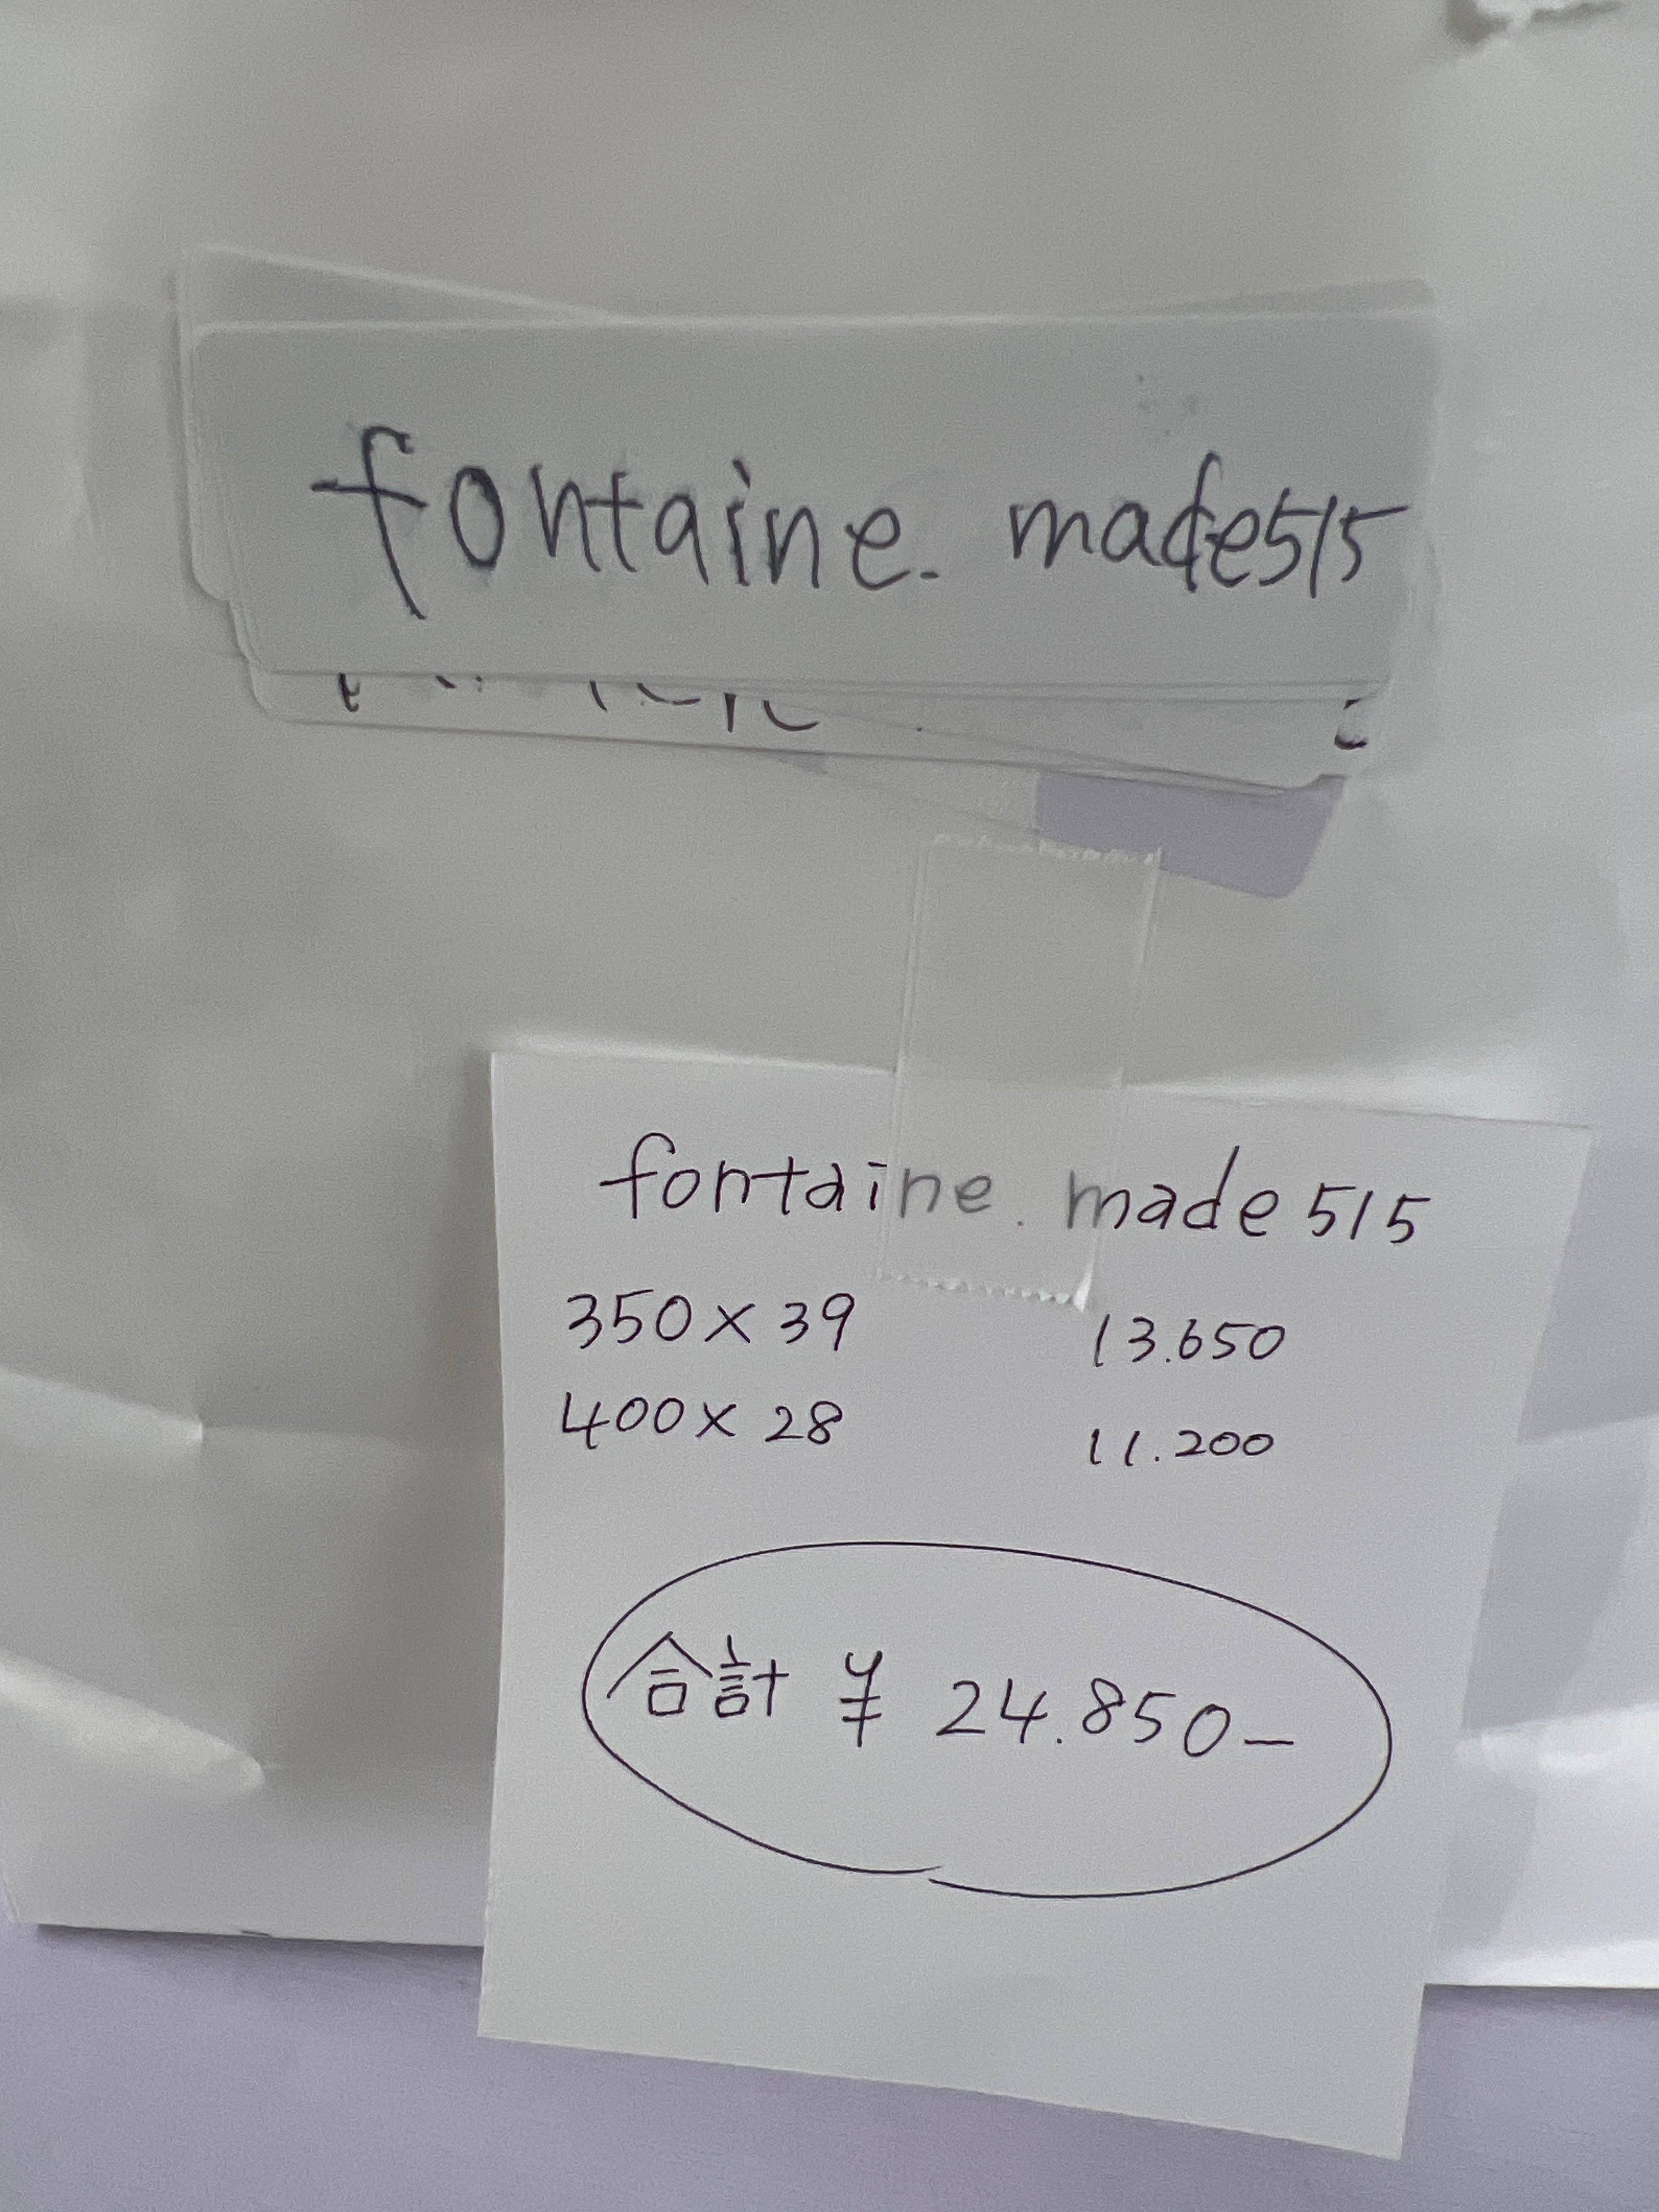 fontaine. made515
fontaine. made 515
350×39 13.650
400×28 11.200
合計 ¥ 24.850-